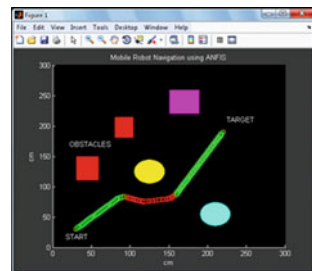 Figure 1
File Edit View Insert Tools Desktop Window Help
Mobile Robot Navigation using ANFIS
300
250
200
150
100
50
0
cm
TARGET
OBSTACLES
START
0 50 100 150 200 250 300
cm